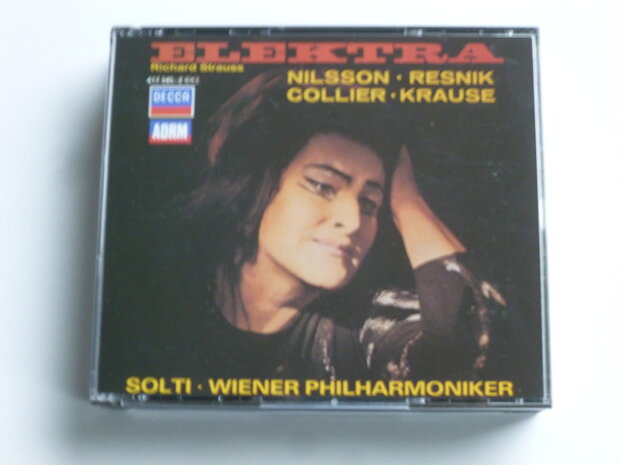 ELEKTRA
Richard Strauss
NILSSON · RESNIK
COLLIER · KRAUSE
DECCA
ADRM
SOLTI · WIENER PHILHARMONIKER